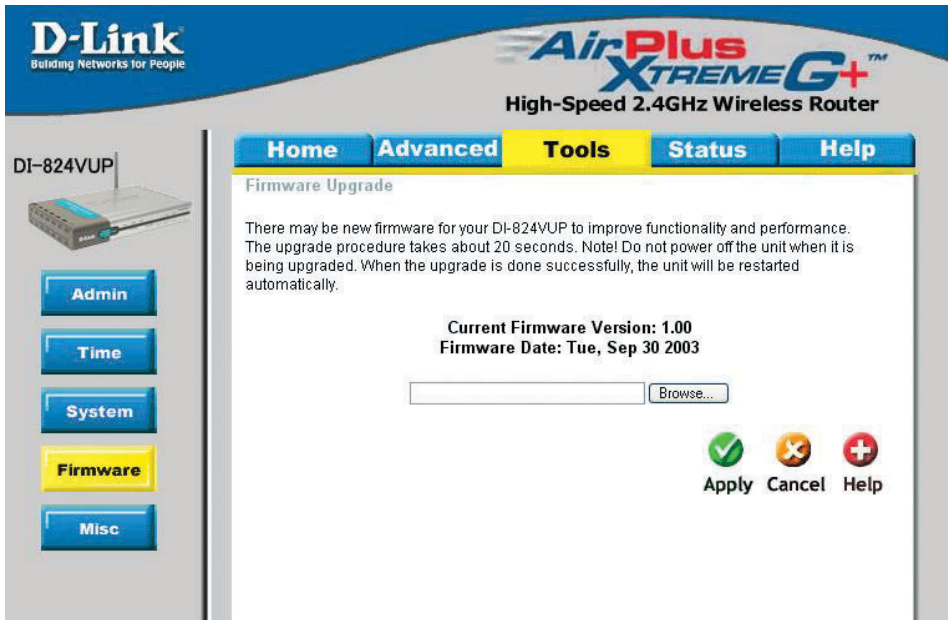 D-Link
Building Networks for People
AirPlus
XTREME G+™
High-Speed 2.4GHz Wireless Router
DI-824VUP
Home Advanced Tools Status Help
Firmware Upgrade
There may be new firmware for your DI-824VUP to improve functionality and performance.
The upgrade procedure takes about 20 seconds. Note! Do not power off the unit when it is
being upgraded. When the upgrade is done successfully, the unit will be restarted
automatically.
Current Firmware Version: 1.00
Firmware Date: Tue, Sep 30 2003
Browse...
Apply Cancel Help
Admin
Time
System
Firmware
Misc